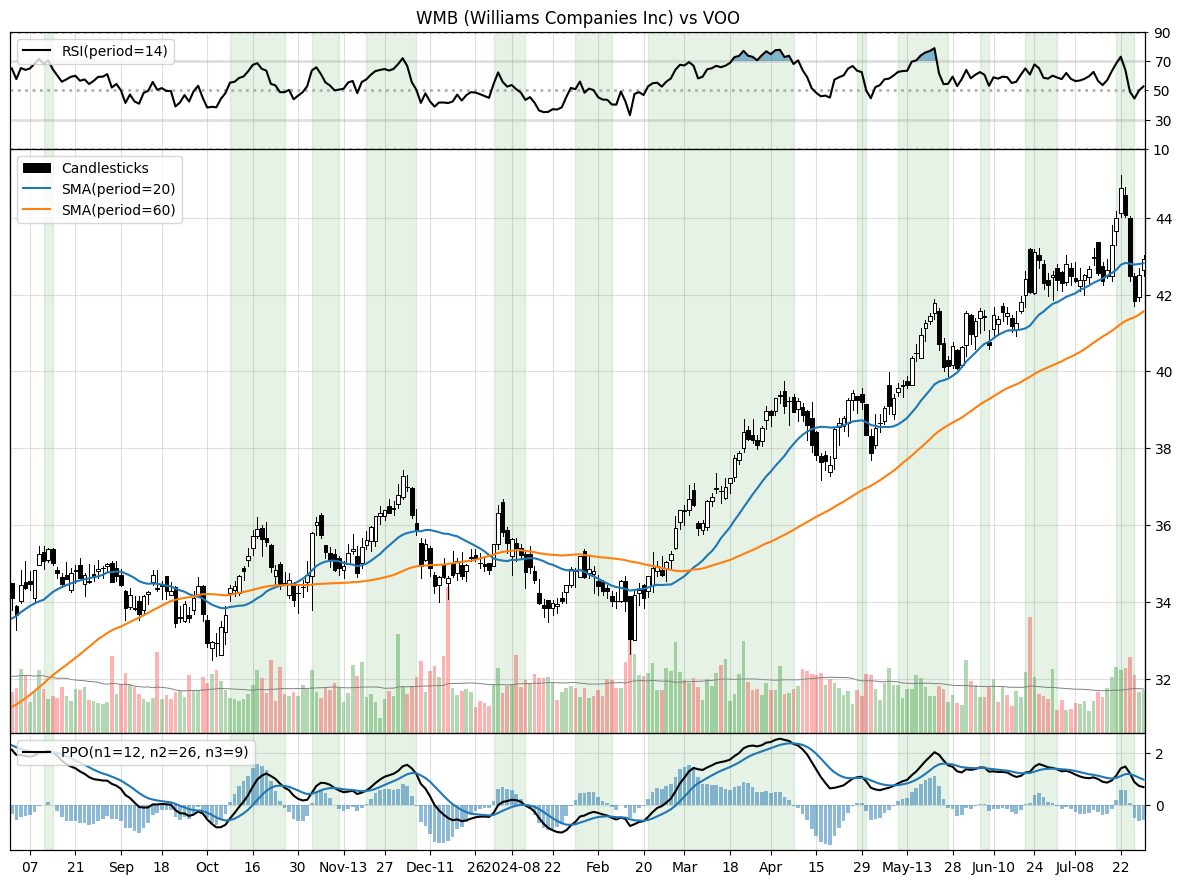 WMB (Williams Companies Inc) vs VOO
RSI(period=14)
90
70
50
30
10
Candlesticks
SMA(period=20)
SMA(period=60)
44
42
40
38
36
34
32
PPO(n1=12, n2=26, n3=9)
2
0
07 21 Sep 18 Oct 16 30 Nov-13 27 Dec-11 26 2024-08 22 Feb 20 Mar 18 Apr 15 29 May-13 28 Jun-10 24 Jul-08 22